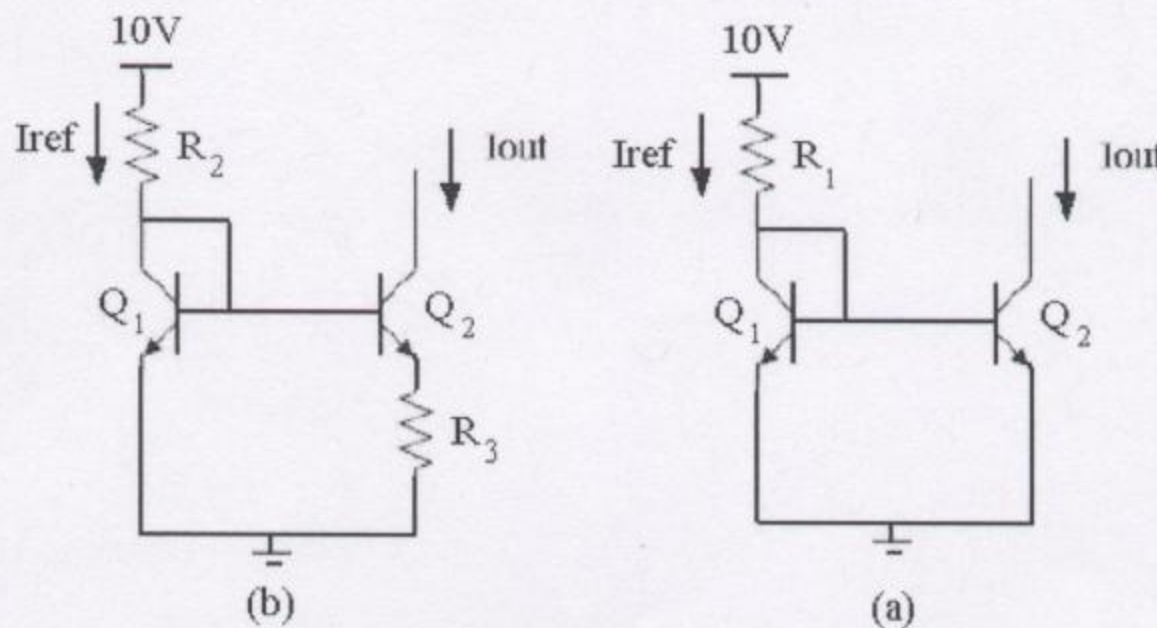 10V
Iref
R2
Iout
Q1
Q2
R3
(b)
10V
Iref
R1
Iout
Q1
Q2
(a)